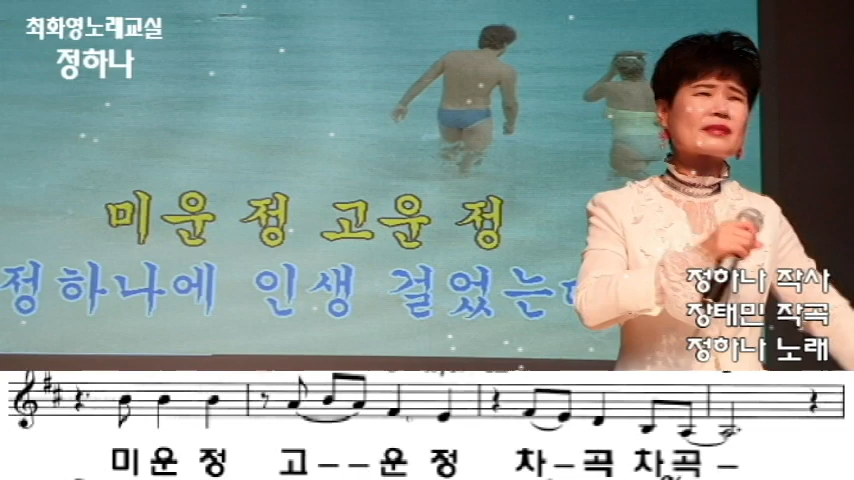 최화영노래교실
정하나
미운 정 고운 정
정하나에 인생 걸었는
정하나 작사
장태민 작곡
정하나 노래
미운 정 고--운 정 차-곡 차곡-